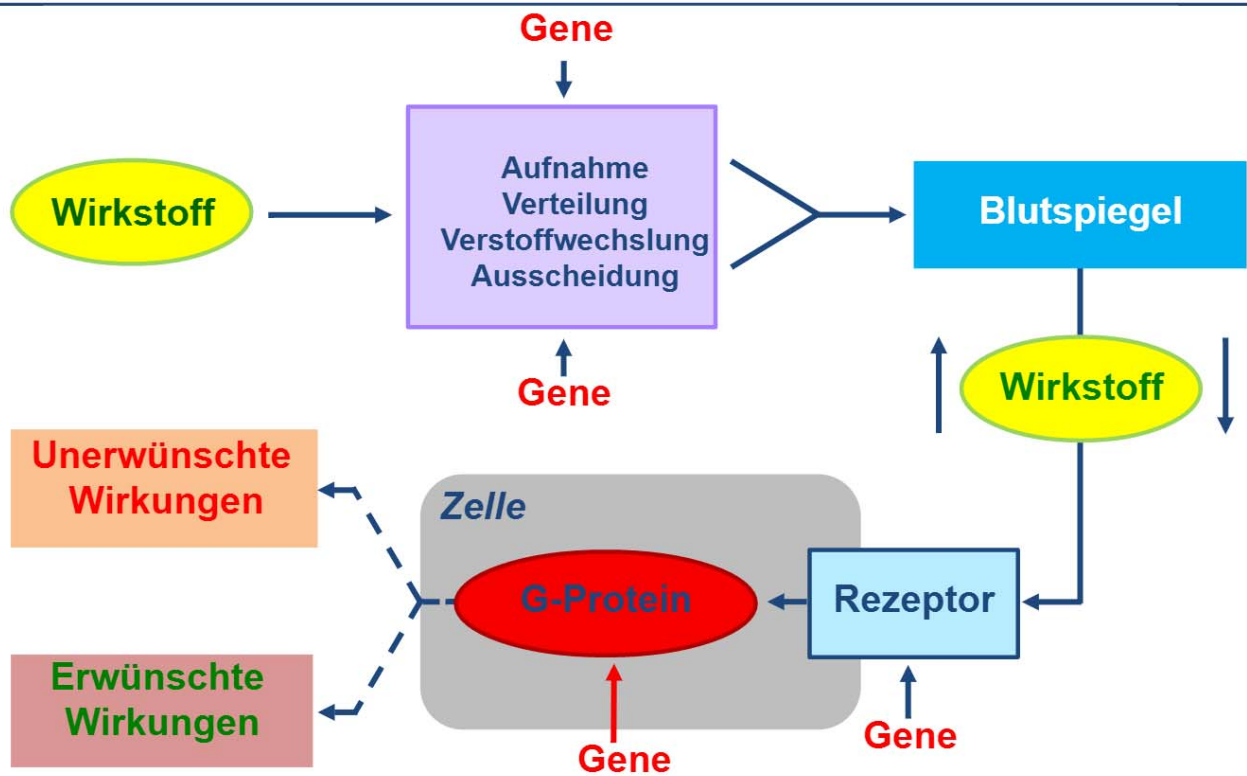 Gene
Wirkstoff
Aufnahme
Verteilung
Verstoffwechslung
Ausscheidung
Blutspiegel
Gene
Wirkstoff
Unerwünschte
Wirkungen
Zelle
G-Protein
Rezeptor
Erwünschte
Wirkungen
Gene
Gene